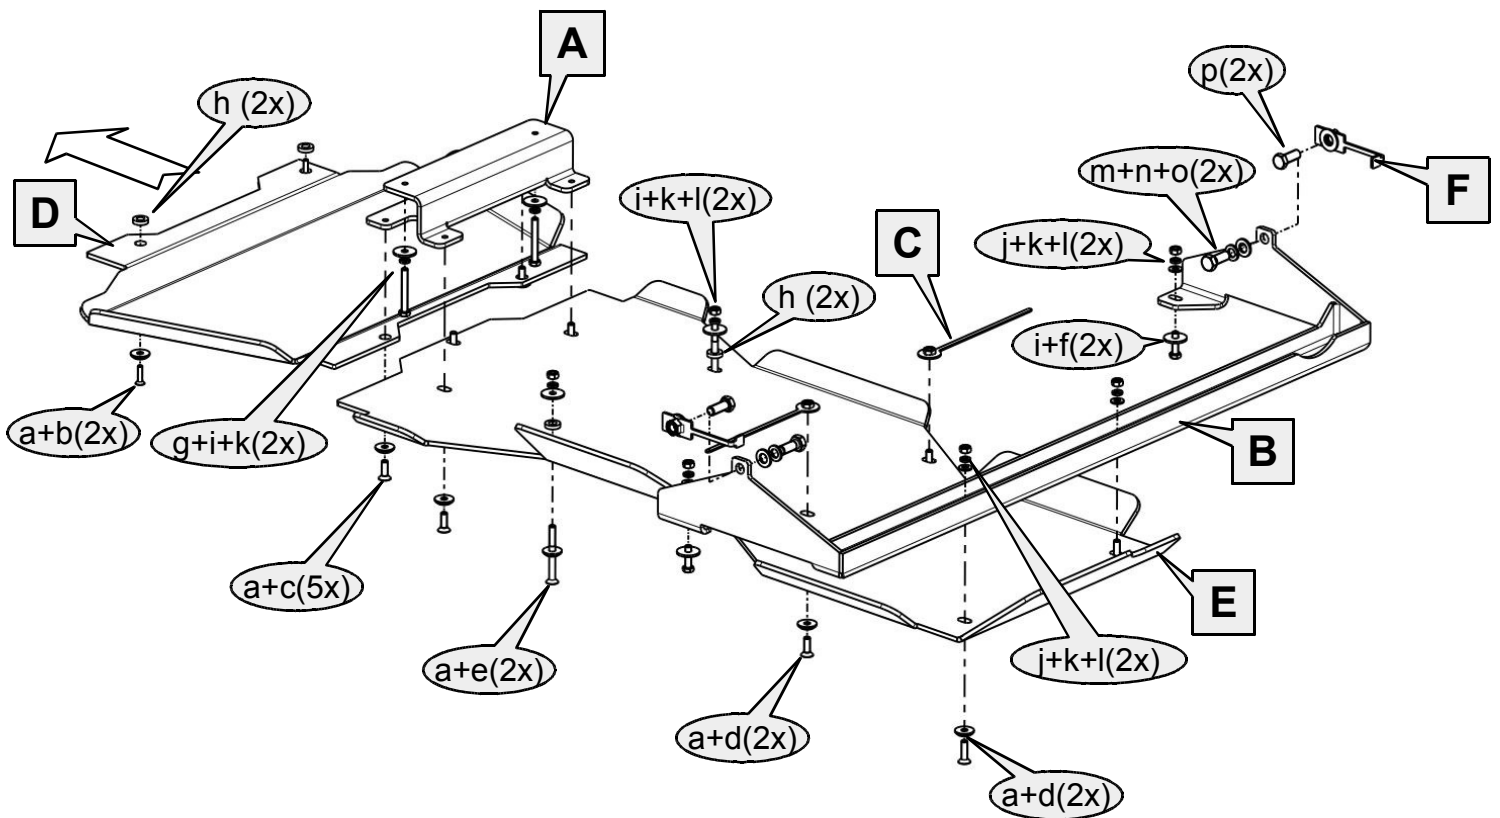 A
p(2x)
h (2x)
F
m+n+o(2x)
i+k+l(2x)
D
C
j+k+l(2x)
h (2x)
i+f(2x)
a+b(2x)
g+i+k(2x)
B
a+c(5x)
E
a+e(2x)
j+k+l(2x)
a+d(2x)
a+d(2x)